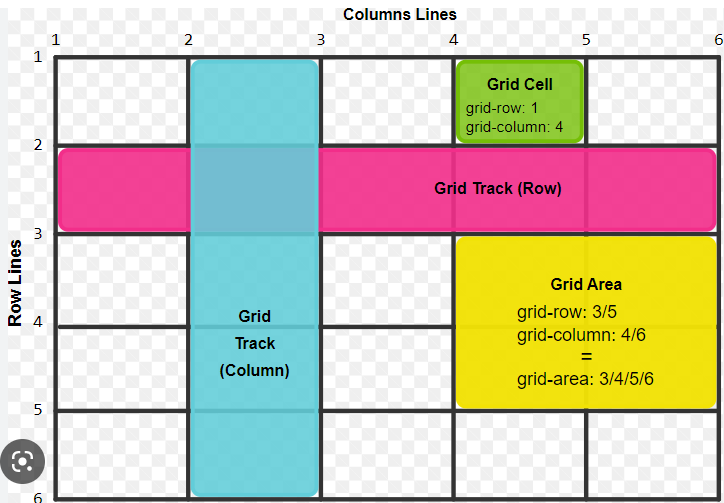 Columns Lines
1 2 3 4 5 6
1
Grid Cell
grid-row: 1
grid-column: 4
2
Grid Track (Row)
3
Row Lines
Grid Area
grid-row: 3/5
grid-column: 4/6
=
grid-area: 3/4/5/6
4
Grid
Track
(Column)
5
6